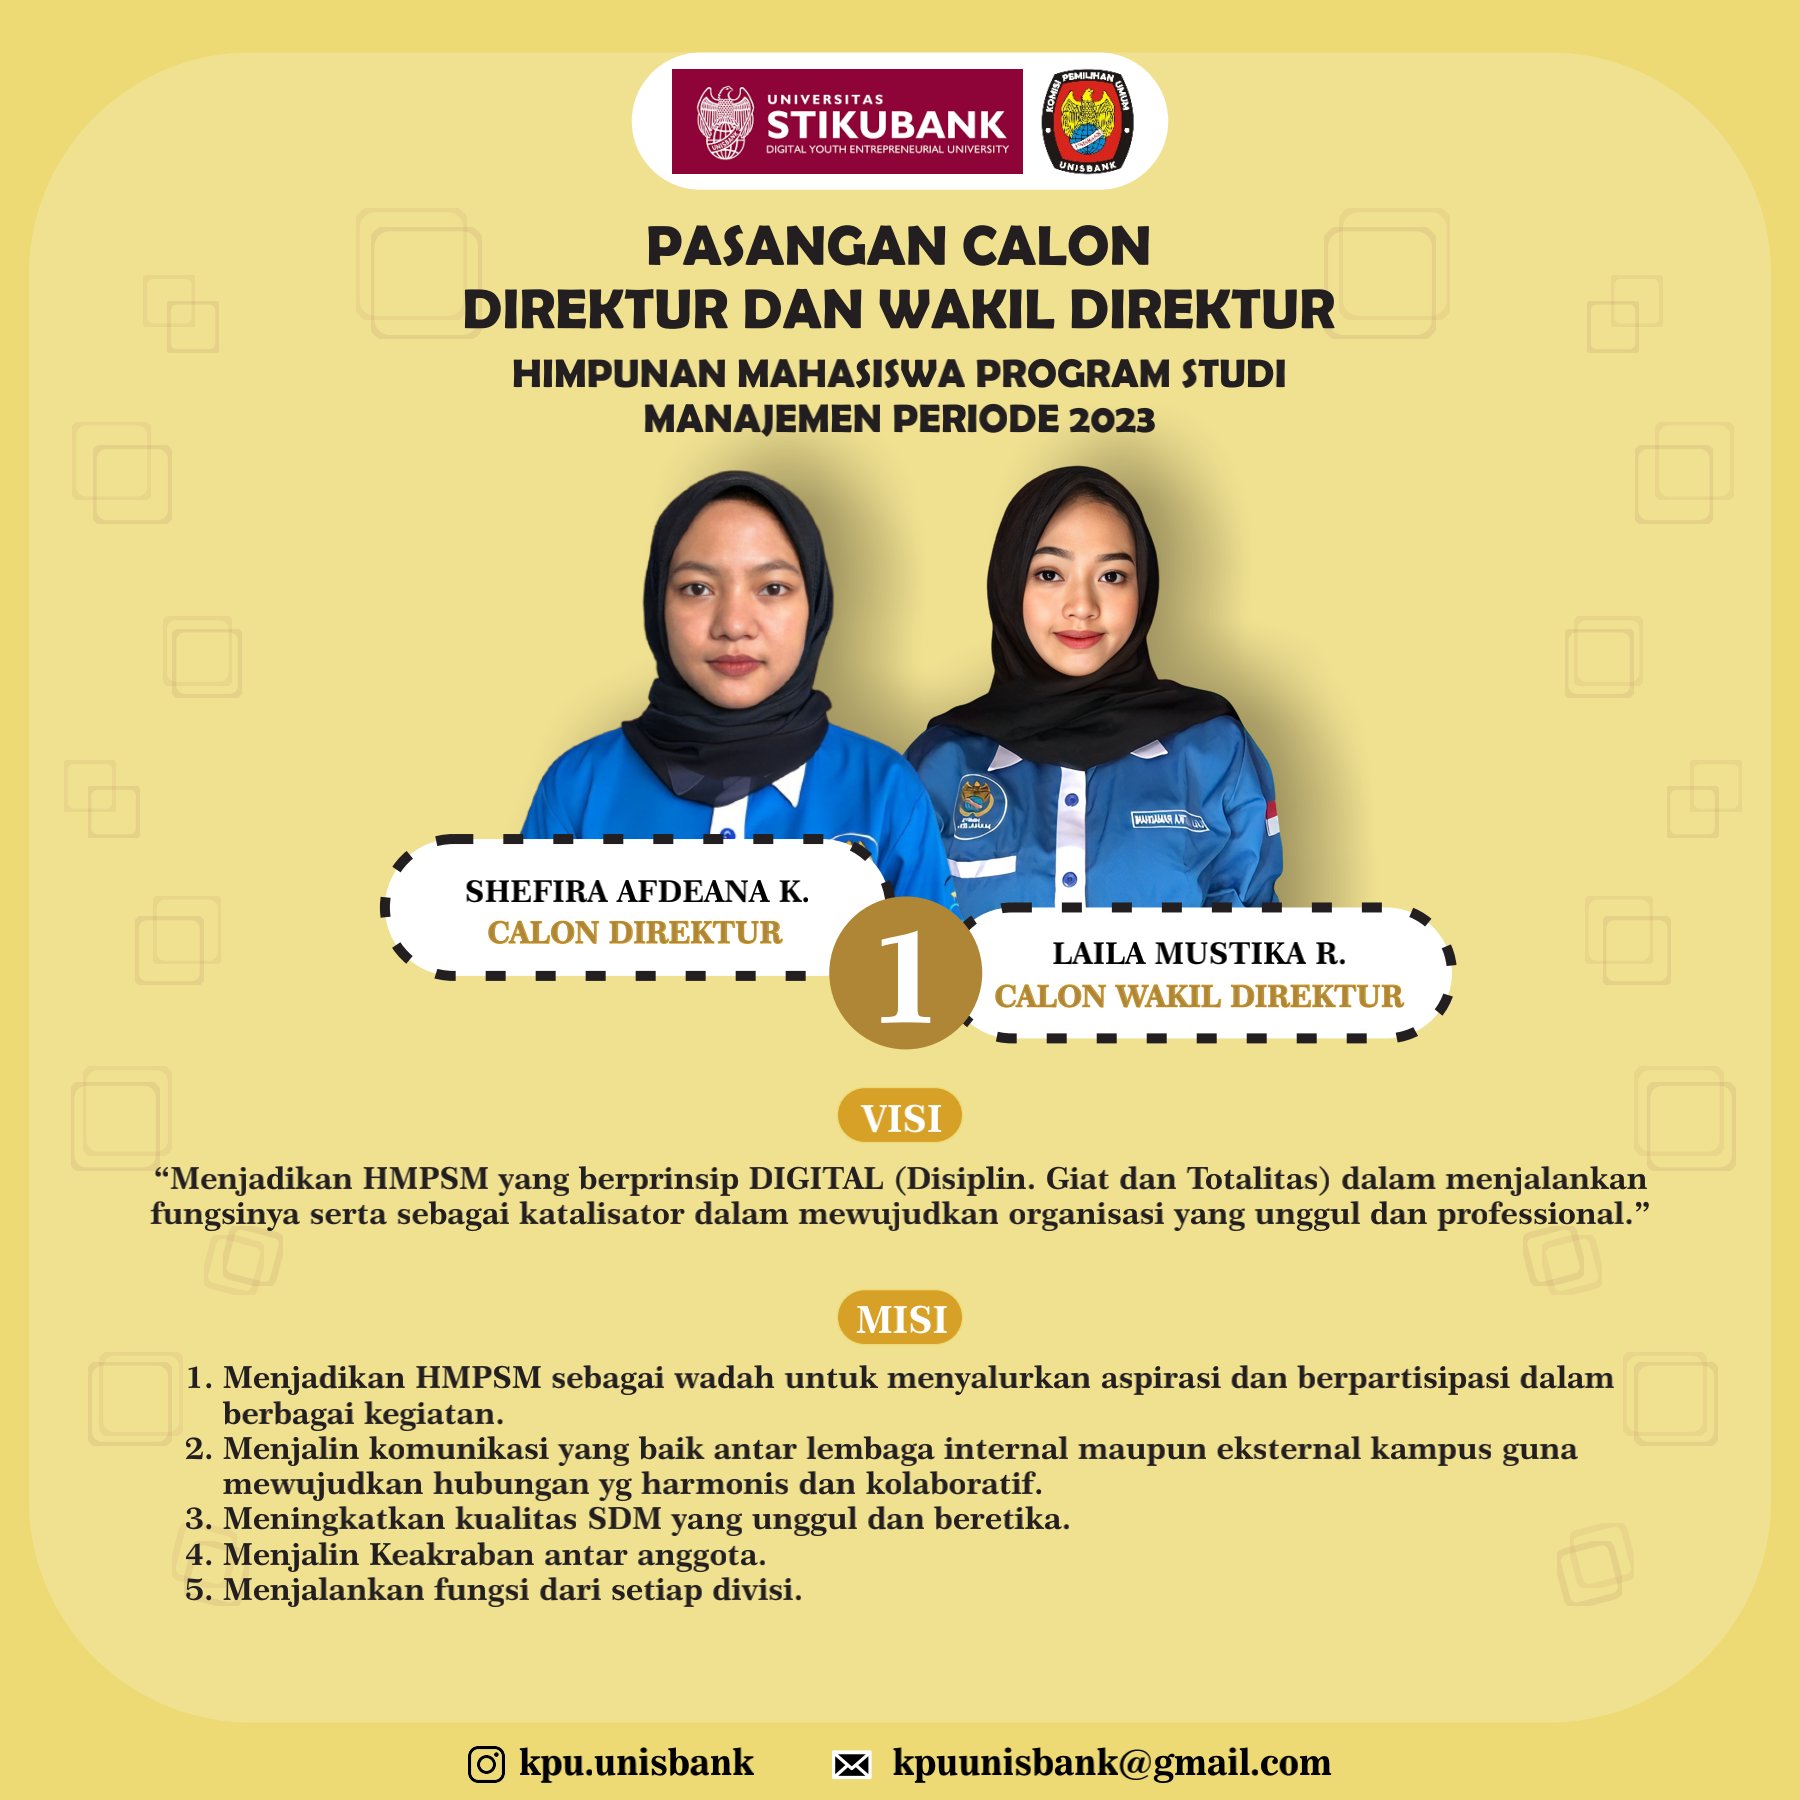 UNIVERSITAS
STIKUBANK
DIGITAL YOUTH ENTREPRENEURIAL UNIVERSITY
KOMISI PEMILIHAN UMUM
UNISBANK
PASANGAN CALON
DIREKTUR DAN WAKIL DIREKTUR
HIMPUNAN MAHASISWA PROGRAM STUDI
MANAJEMEN PERIODE 2023
SHEFIRA AFDEANA K.
CALON DIREKTUR
1
LAILA MUSTIKA R.
CALON WAKIL DIREKTUR
VISI
“Menjadikan HMPSM yang berprinsip DIGITAL (Disiplin. Giat dan Totalitas) dalam menjalankan
fungsinya serta sebagai katalisator dalam mewujudkan organisasi yang unggul dan professional.”
MISI
1. Menjadikan HMPSM sebagai wadah untuk menyalurkan aspirasi dan berpartisipasi dalam
berbagai kegiatan.
2. Menjalin komunikasi yang baik antar lembaga internal maupun eksternal kampus guna
mewujudkan hubungan yg harmonis dan kolaboratif.
3. Meningkatkan kualitas SDM yang unggul dan beretika.
4. Menjalin Keakraban antar anggota.
5. Menjalankan fungsi dari setiap divisi.
kpu.unisbank
kpuunisbank@gmail.com